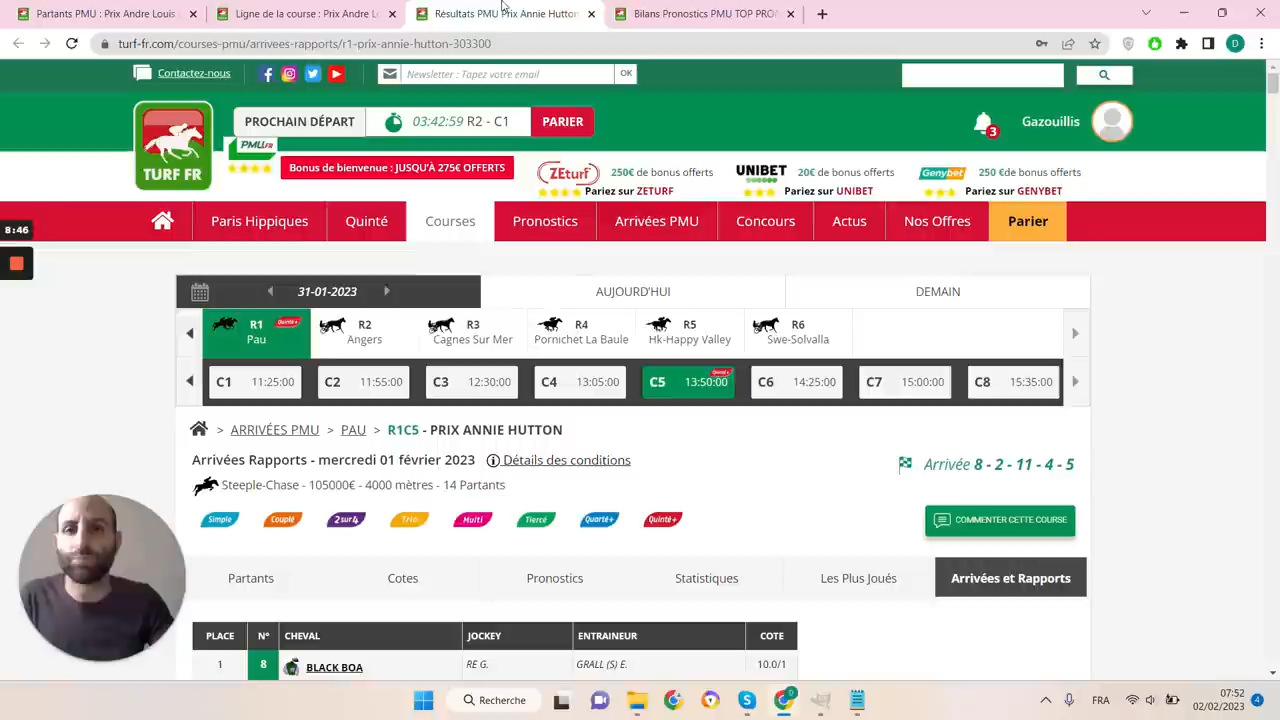 Prix Andre Louis : Prix Andre Lo
Ligne de la course : Prix Andre L
Résultats PMU Prix Annie Hutton
Bilans Pronostics PMU TOP PRO
turf-fr.com/courses-pmu/arrivees-rapports/r1-prix-annie-hutton-303300
D
Contactez-nous
Newsletter : Tapez votre email
OK
TURF FR
PROCHAIN DÉPART
03:42:59 R2 - C1
PARIER
3
Gazouillis
PMU.FR
Bonus de bienvenue : JUSQU'À 275€ OFFERTS
ZEturf
250€ de bonus offerts
Pariez sur ZETURF
UNIBET
20€ de bonus offerts
Pariez sur UNIBET
Genybet
250 € de bonus offerts
Pariez sur GENYBET
Paris Hippiques
Quinté
Courses
Pronostics
Arrivées PMU
Concours
Actus
Nos Offres
Parier
8:46
31-01-2023
AUJOURD'HUI
DEMAIN
R1 Quinté+
Pau
R2
Angers
R3
Cagnes Sur Mer
R4
Pornichet La Baule
R5
Hk-Happy Valley
R6
Swe-Solvalla
C1 11:25:00
C2 11:55:00
C3 12:30:00
C4 13:05:00
C5 13:50:00 Quinté+
C6 14:25:00
C7 15:00:00
C8 15:35:00
> ARRIVÉES PMU > PAU > R1C5 - PRIX ANNIE HUTTON
Arrivées Rapports - mercredi 01 février 2023 Détails des conditions
Arrivée 8 - 2 - 11 - 4 - 5
Steeple-Chase - 105000€ - 4000 mètres - 14 Partants
Simple
Couplé
2sur4
Trio
Multi
Tiercé
Quarté+
Quinté+
COMMENTER CETTE COURSE
Partants
Cotes
Pronostics
Statistiques
Les Plus Joués
Arrivées et Rapports
PLACE N° CHEVAL JOCKEY ENTRAINEUR COTE
1 8 BLACK BOA RE G. GRALL (S) E. 10.0/1
Recherche
FRA
07:52
02/02/2023
4